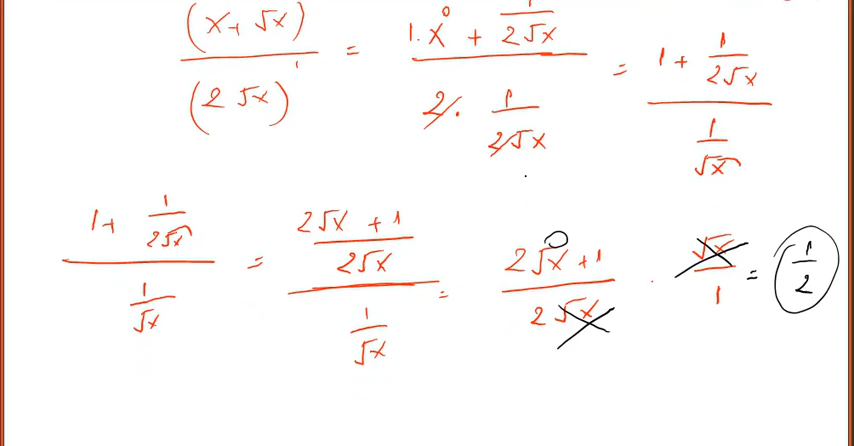 (x + √x) / (2 √x)' = (1.x⁰ + 1/(2√x)) / (2 . 1/(2√x)) = (1 + 1/(2√x)) / (1/√x)
(1 + 1/(2√x)) / (1/√x) = ((2√x + 1)/(2√x)) / (1/√x) = (2√x + 1)/(2√x) . √x/1 = 1/2